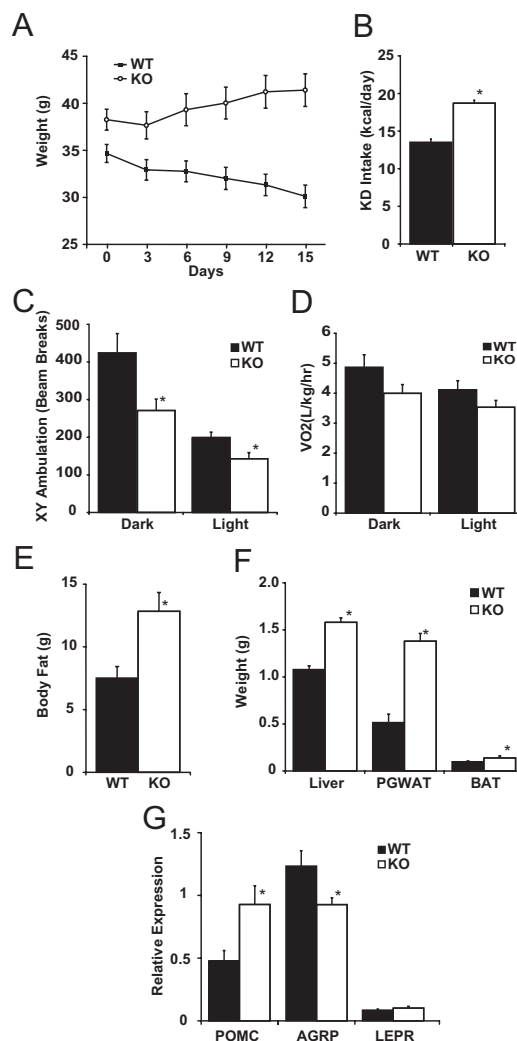 A
WT
KO
Weight (g)
45
40
35
30
25
0 3 6 9 12 15
Days
B
KD Intake (kcal/day)
25
20
15
10
5
0
*
WT KO
C
XY Ambulation (Beam Breaks)
500
400
300
200
100
0
WT
KO
*
*
Dark Light
D
VO2(L/kg/hr)
6
5
4
3
2
1
0
WT
KO
Dark Light
E
Body Fat (g)
15
10
5
0
*
WT KO
F
Weight (g)
2.0
1.5
1.0
0.5
0
WT
KO
*
*
*
Liver PGWAT BAT
G
Relative Expression
1.5
1
0.5
0
WT
KO
*
*
POMC AGRP LEPR